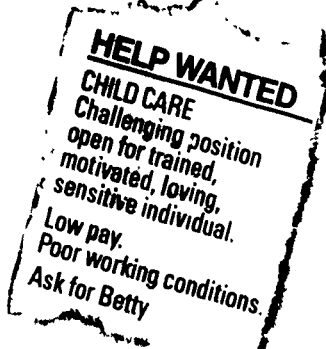 HELP WANTED
CHILD CARE
Challenging position
open for trained,
motivated, loving,
sensitive individual.
Low pay.
Poor working conditions.
Ask for Betty